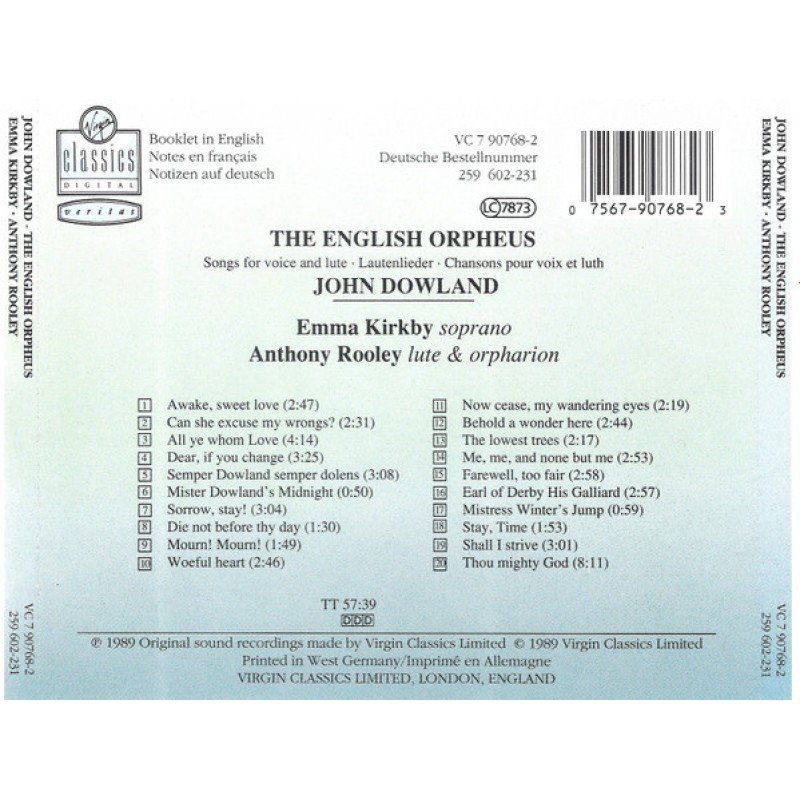 JOHN DOWLAND · THE ENGLISH ORPHEUS
EMMA KIRKBY · ANTHONY ROOLEY
VC 7 90768-2
259 602-231
Virgin
classics
DIGITAL
veritas
Booklet in English
Notes en français
Notizen auf deutsch
VC 7 90768-2
Deutsche Bestellnummer
259 602-231
LC 7873
0 7567-90768-2 3
THE ENGLISH ORPHEUS
Songs for voice and lute · Lautenlieder · Chansons pour voix et luth
JOHN DOWLAND
Emma Kirkby soprano
Anthony Rooley lute & orpharion
1 Awake, sweet love (2:47)
2 Can she excuse my wrongs? (2:31)
3 All ye whom Love (4:14)
4 Dear, if you change (3:25)
5 Semper Dowland semper dolens (3:08)
6 Mister Dowland's Midnight (0:50)
7 Sorrow, stay! (3:04)
8 Die not before thy day (1:30)
9 Mourn! Mourn! (1:49)
10 Woeful heart (2:46)
11 Now cease, my wandering eyes (2:19)
12 Behold a wonder here (2:44)
13 The lowest trees (2:17)
14 Me, me, and none but me (2:53)
15 Farewell, too fair (2:58)
16 Earl of Derby His Galliard (2:57)
17 Mistress Winter's Jump (0:59)
18 Stay, Time (1:53)
19 Shall I strive (3:01)
20 Thou mighty God (8:11)
TT 57:39
DDD
℗ 1989 Original sound recordings made by Virgin Classics Limited © 1989 Virgin Classics Limited
Printed in West Germany/Imprimé en Allemagne
VIRGIN CLASSICS LIMITED, LONDON, ENGLAND
JOHN DOWLAND · THE ENGLISH ORPHEUS
EMMA KIRKBY · ANTHONY ROOLEY
VC 7 90768-2
259 602-231